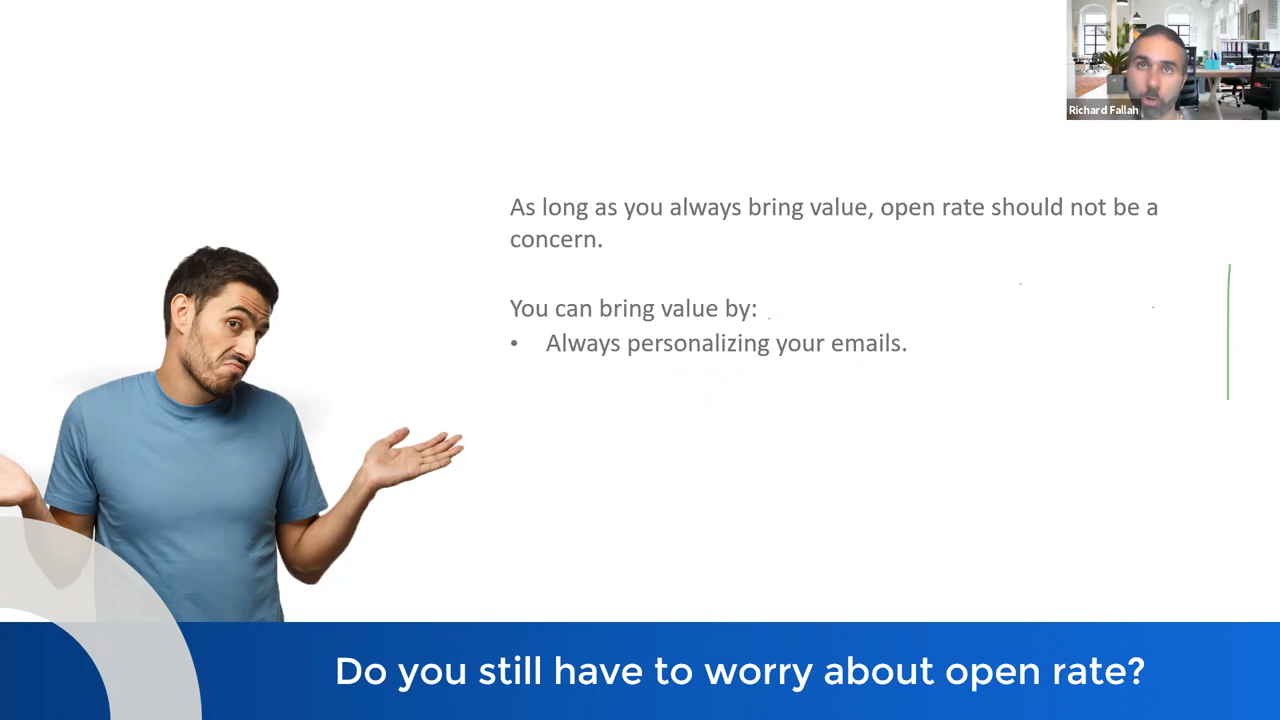 Richard Fallah
As long as you always bring value, open rate should not be a
concern.
You can bring value by:
• Always personalizing your emails.
Do you still have to worry about open rate?